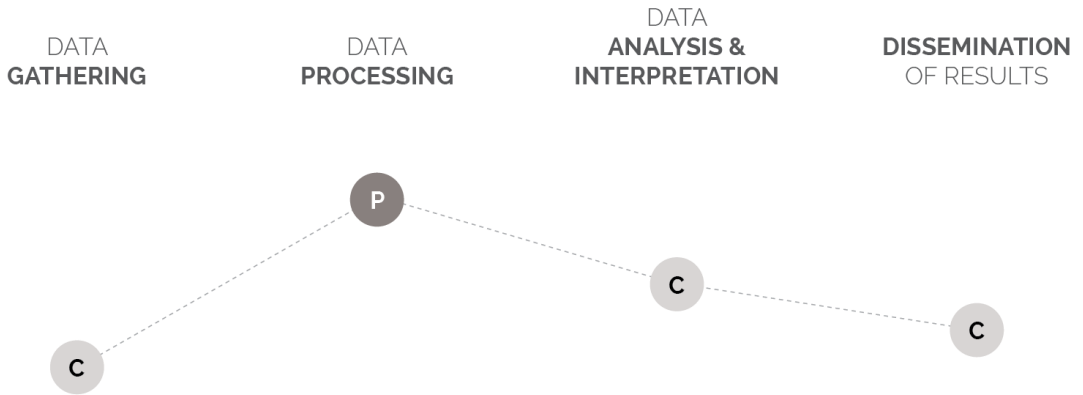 DATA
GATHERING
DATA
PROCESSING
DATA
ANALYSIS &
INTERPRETATION
DISSEMINATION
OF RESULTS
P
C
C
C